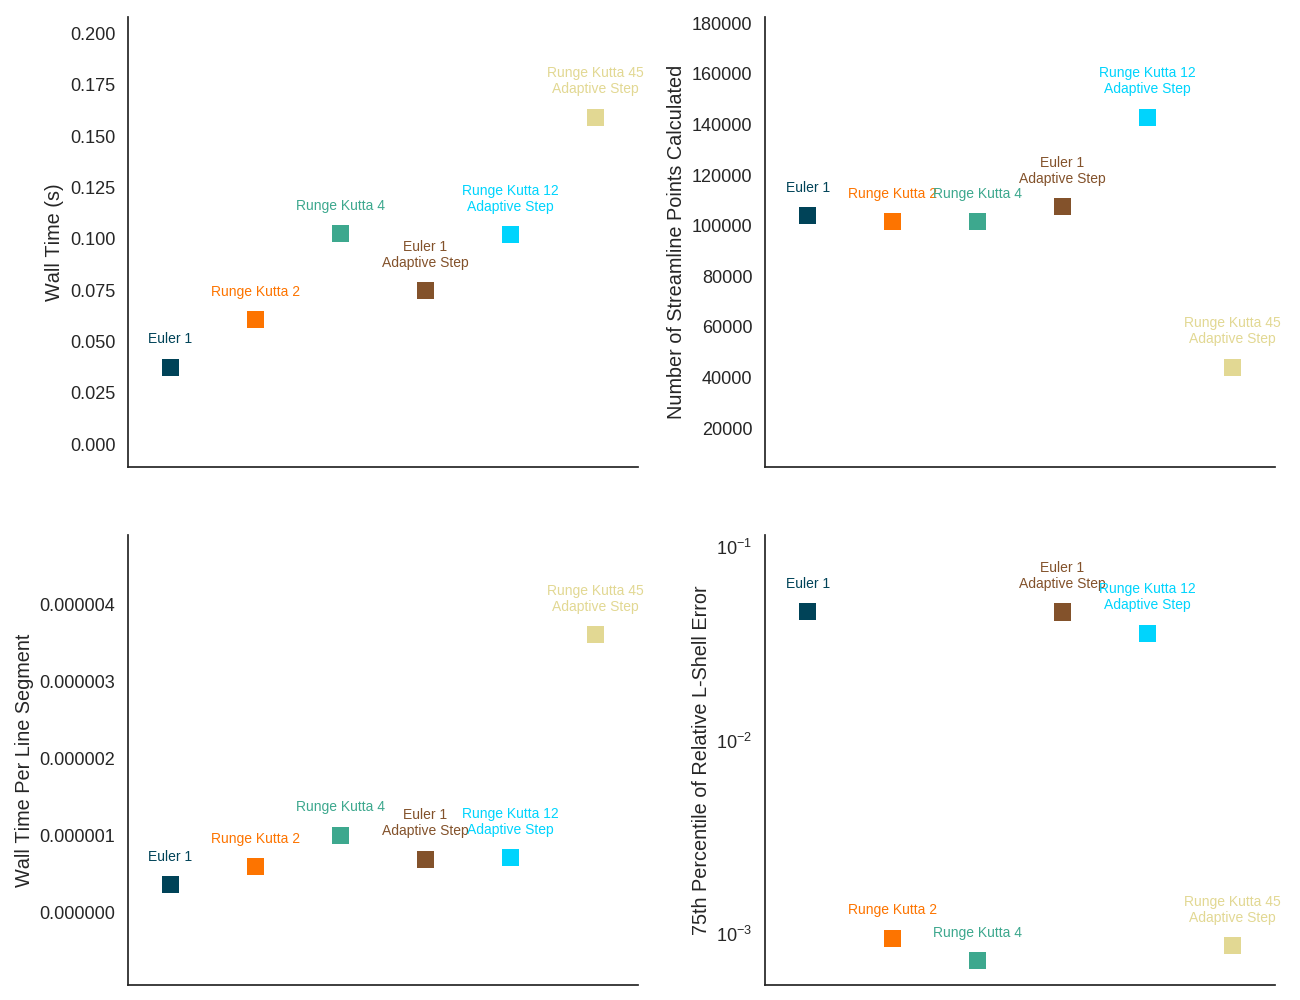 Wall Time (s)
0.200
0.175
0.150
0.125
0.100
0.075
0.050
0.025
0.000
Euler 1
Runge Kutta 2
Runge Kutta 4
Euler 1
Adaptive Step
Runge Kutta 12
Adaptive Step
Runge Kutta 45
Adaptive Step
Number of Streamline Points Calculated
180000
160000
140000
120000
100000
80000
60000
40000
20000
Euler 1
Runge Kutta 2
Runge Kutta 4
Euler 1
Adaptive Step
Runge Kutta 12
Adaptive Step
Runge Kutta 45
Adaptive Step
Wall Time Per Line Segment
0.000004
0.000003
0.000002
0.000001
0.000000
Euler 1
Runge Kutta 2
Runge Kutta 4
Euler 1
Adaptive Step
Runge Kutta 12
Adaptive Step
Runge Kutta 45
Adaptive Step
75th Percentile of Relative L-Shell Error
10⁻¹
10⁻²
10⁻³
Euler 1
Runge Kutta 2
Runge Kutta 4
Euler 1
Adaptive Step
Runge Kutta 12
Adaptive Step
Runge Kutta 45
Adaptive Step